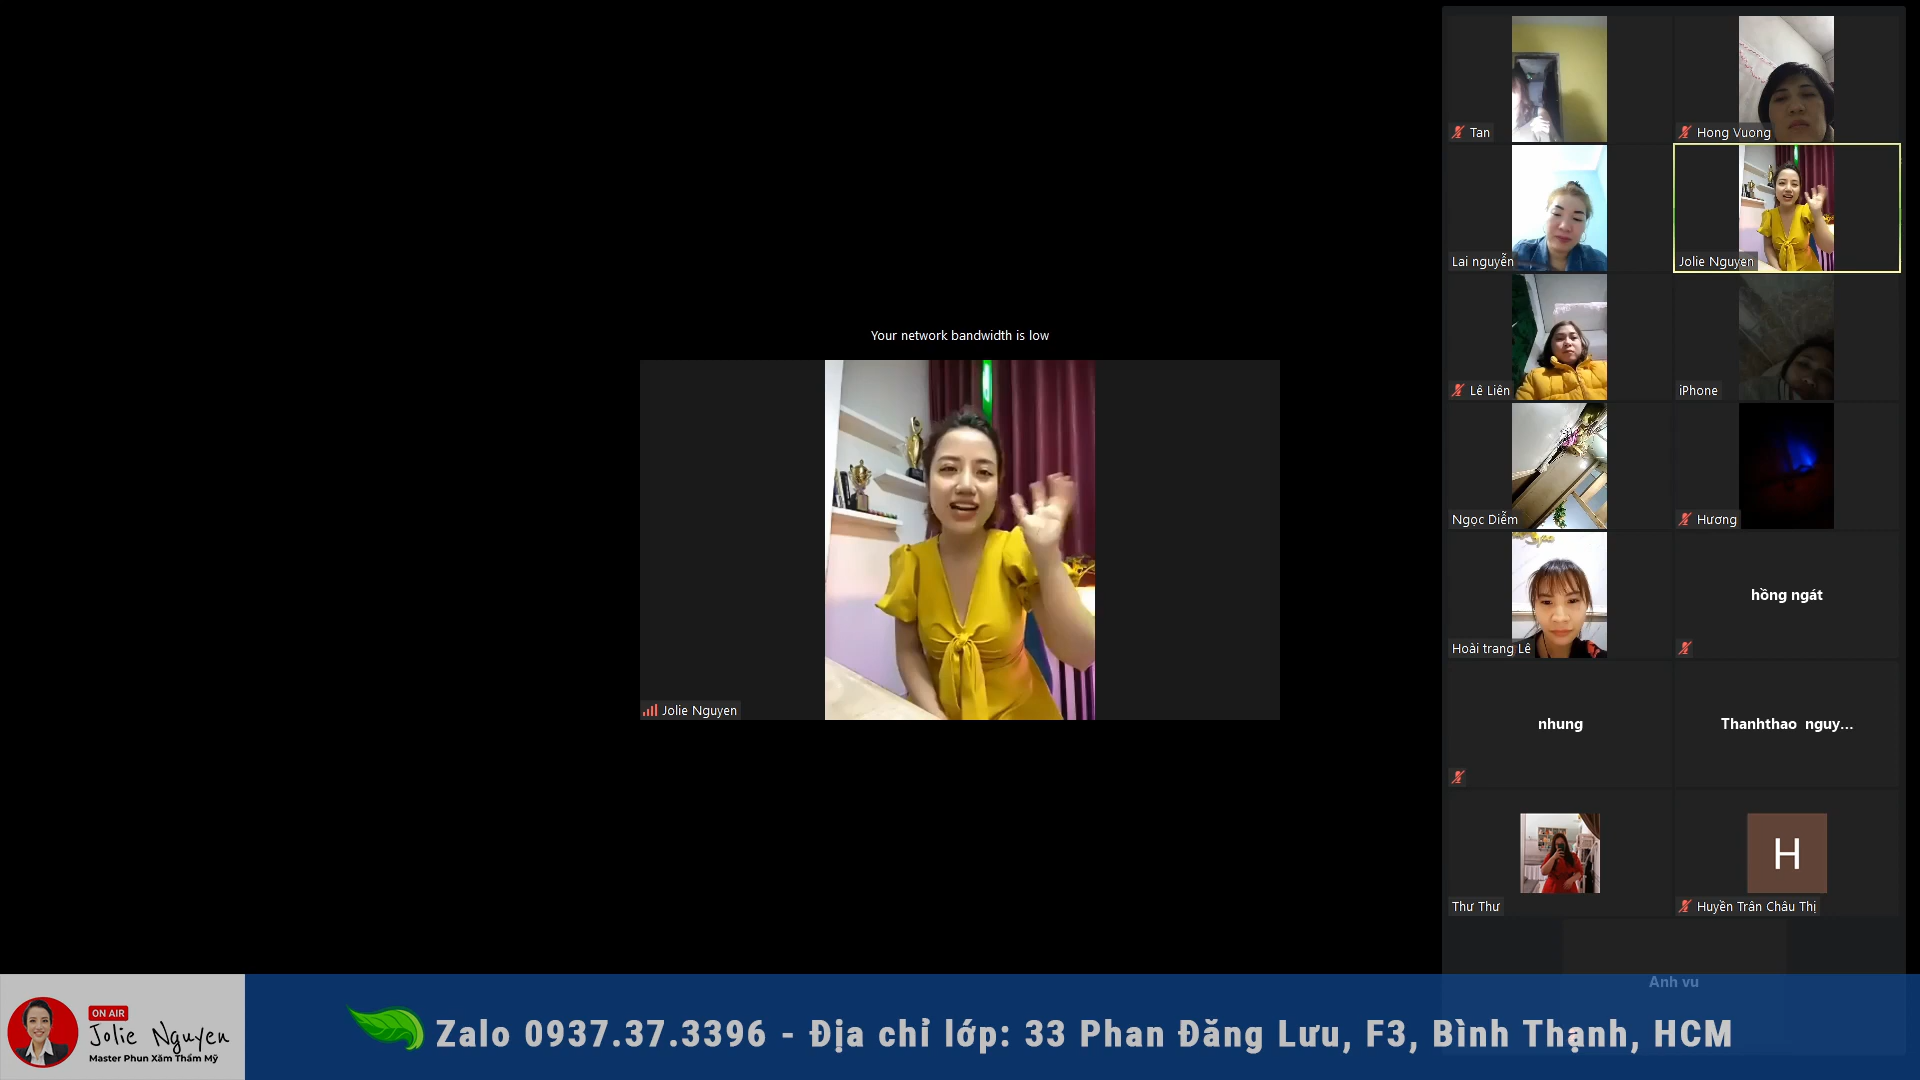 Tan
Hong Vuong
Lai nguyễn
Jolie Nguyen
Your network bandwidth is low
Lê Liên
iPhone
Ngọc Diễm
Hương
Hoài trang Lê
hồng ngát
Jolie Nguyen
nhung
Thanhthao nguy...
H
Thư Thư
Huyền Trân Châu Thị
Anh vu
ON AIR
Jolie Nguyen
Master Phun Xăm Thẩm Mỹ
Zalo 0937.37.3396 - Địa chỉ lớp: 33 Phan Đăng Lưu, F3, Bình Thạnh, HCM